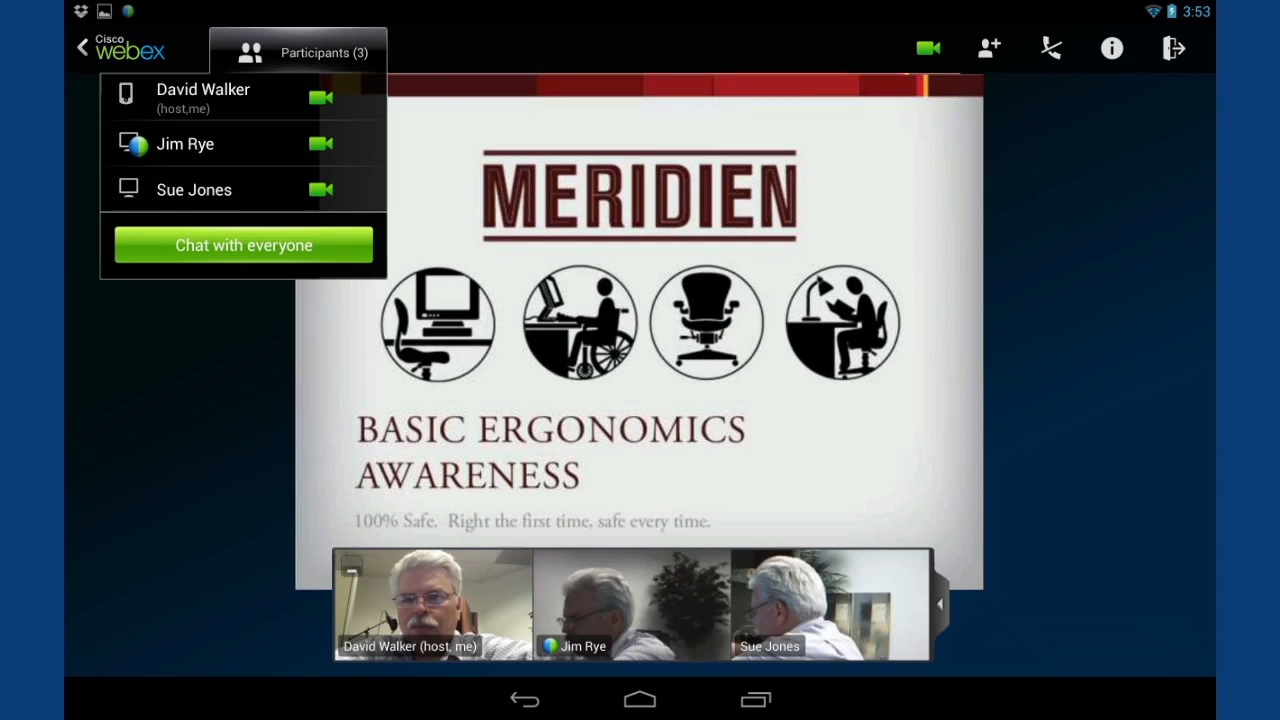 3:53
Cisco
webex
Participants (3)
David Walker
(host,me)
Jim Rye
Sue Jones
Chat with everyone
MERIDIEN
BASIC ERGONOMICS
AWARENESS
100% Safe. Right the first time, safe every time.
David Walker (host, me)
Jim Rye
Sue Jones